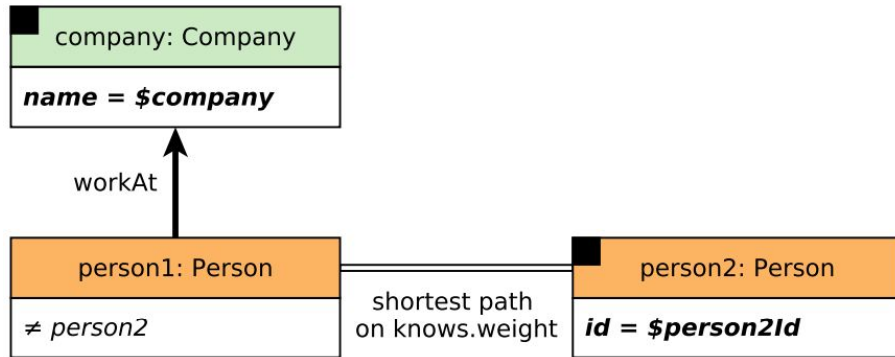 company: Company
name = $company
workAt
person1: Person
≠ person2
shortest path
on knows.weight
person2: Person
id = $person2Id